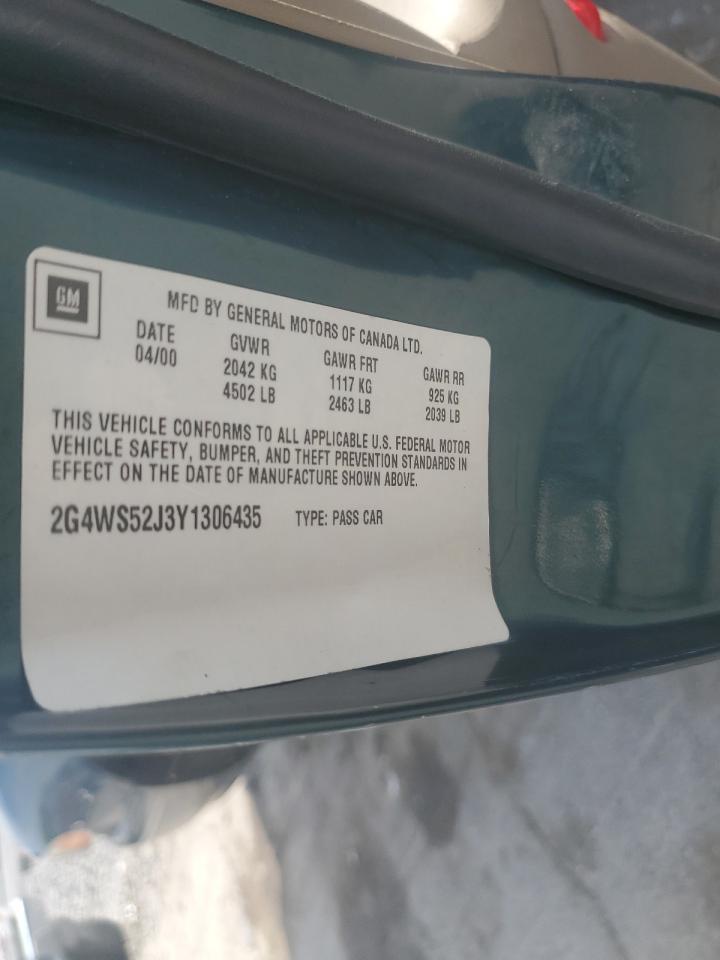 GM
MFD BY GENERAL MOTORS OF CANADA LTD.
DATE GVWR GAWR FRT GAWR RR
04/00 2042 KG 1117 KG 925 KG
4502 LB 2463 LB 2039 LB
THIS VEHICLE CONFORMS TO ALL APPLICABLE U.S. FEDERAL MOTOR
VEHICLE SAFETY, BUMPER, AND THEFT PREVENTION STANDARDS IN
EFFECT ON THE DATE OF MANUFACTURE SHOWN ABOVE.
2G4WS52J3Y1306435 TYPE: PASS CAR